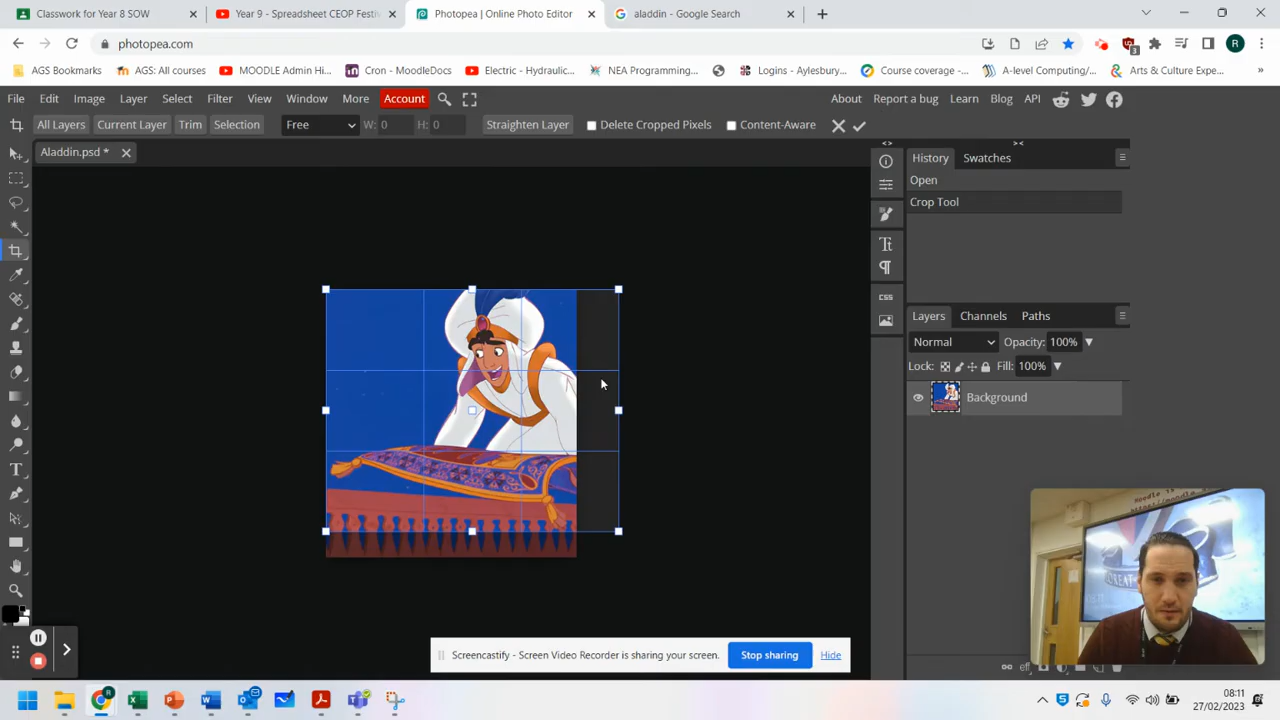 Classwork for Year 8 SOW
Year 9 - Spreadsheet CEOP Festiv
Photopea | Online Photo Editor
aladdin - Google Search
photopea.com
3
R
AGS Bookmarks
AGS: All courses
MOODLE Admin Hi...
Cron - MoodleDocs
Electric - Hydraulic...
NEA Programming...
Logins - Aylesbury...
Course coverage -...
A-level Computing/...
Arts & Culture Expe...
File Edit Image Layer Select Filter View Window More Account
About Report a bug Learn Blog API
All Layers Current Layer Trim Selection Free W: 0 H: 0 Straighten Layer Delete Cropped Pixels Content-Aware
Aladdin.psd *
History Swatches
Open
Crop Tool
CSS
Layers Channels Paths
Normal Opacity: 100%
Lock: Fill: 100%
Background
eff
Screencastify - Screen Video Recorder is sharing your screen. Stop sharing Hide
08:11
27/02/2023